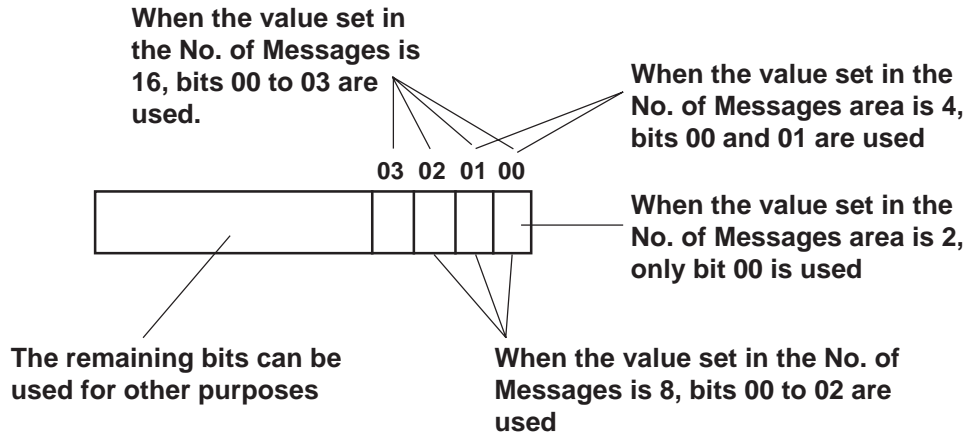 When the value set in
the No. of Messages is
16, bits 00 to 03 are
used.
When the value set in the
No. of Messages area is 4,
bits 00 and 01 are used
03 02 01 00
When the value set in the
No. of Messages area is 2,
only bit 00 is used
The remaining bits can be
used for other purposes
When the value set in the No. of
Messages is 8, bits 00 to 02 are
used